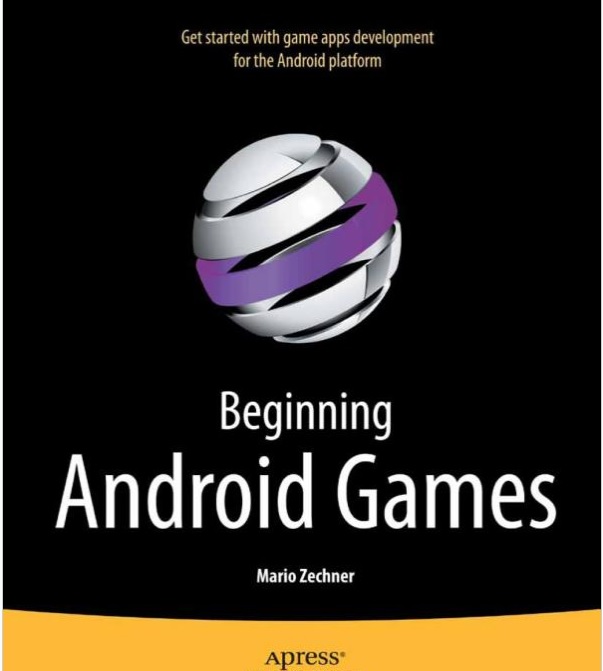 Get started with game apps development
for the Android platform
Beginning
Android Games
Mario Zechner
Apress®